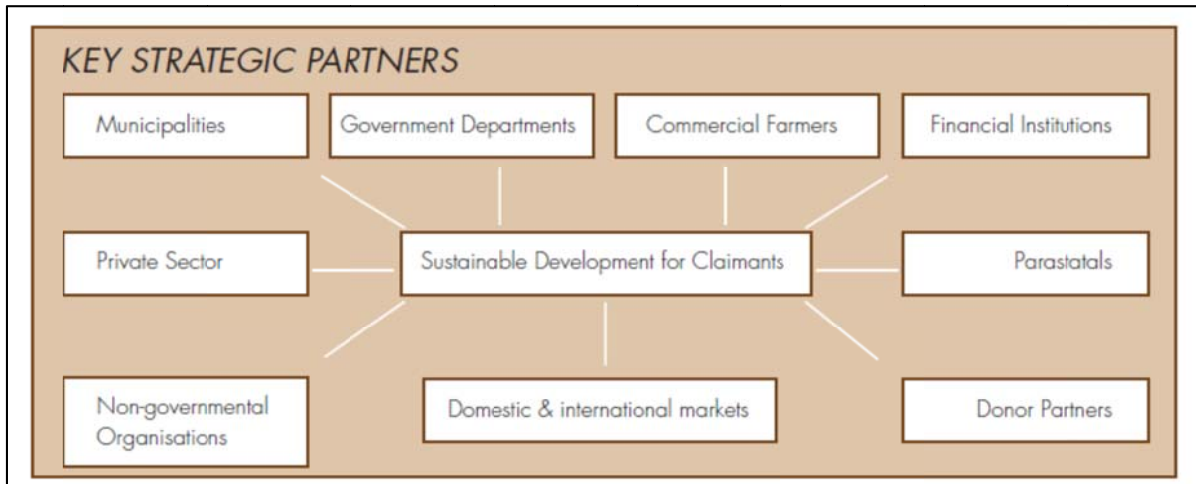 KEY STRATEGIC PARTNERS
Municipalities
Government Departments
Commercial Farmers
Financial Institutions
Private Sector
Sustainable Development for Claimants
Parastatals
Non-governmental
Organisations
Domestic & international markets
Donor Partners